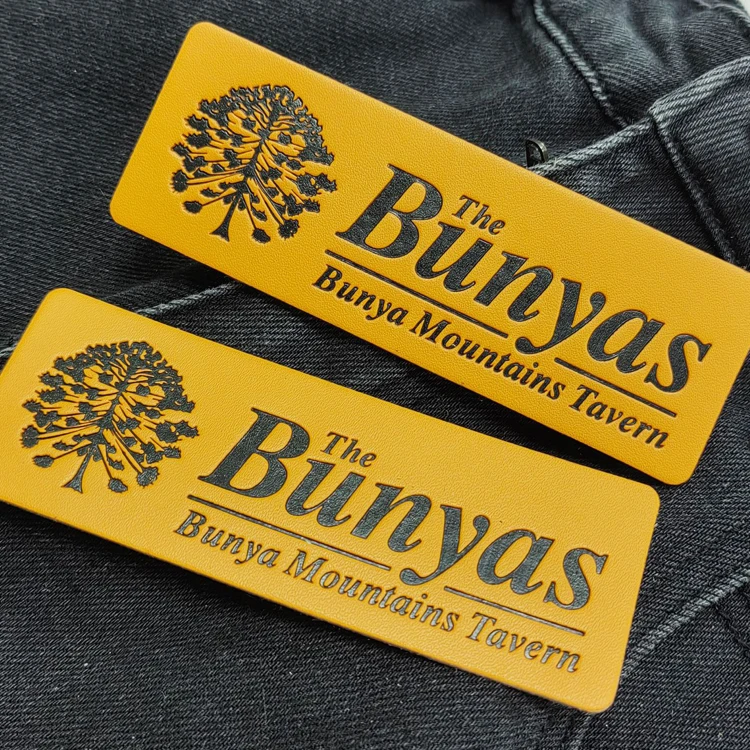 The
Bunyas
Bunya Mountains Tavern
The
Bunyas
Bunya Mountains Tavern